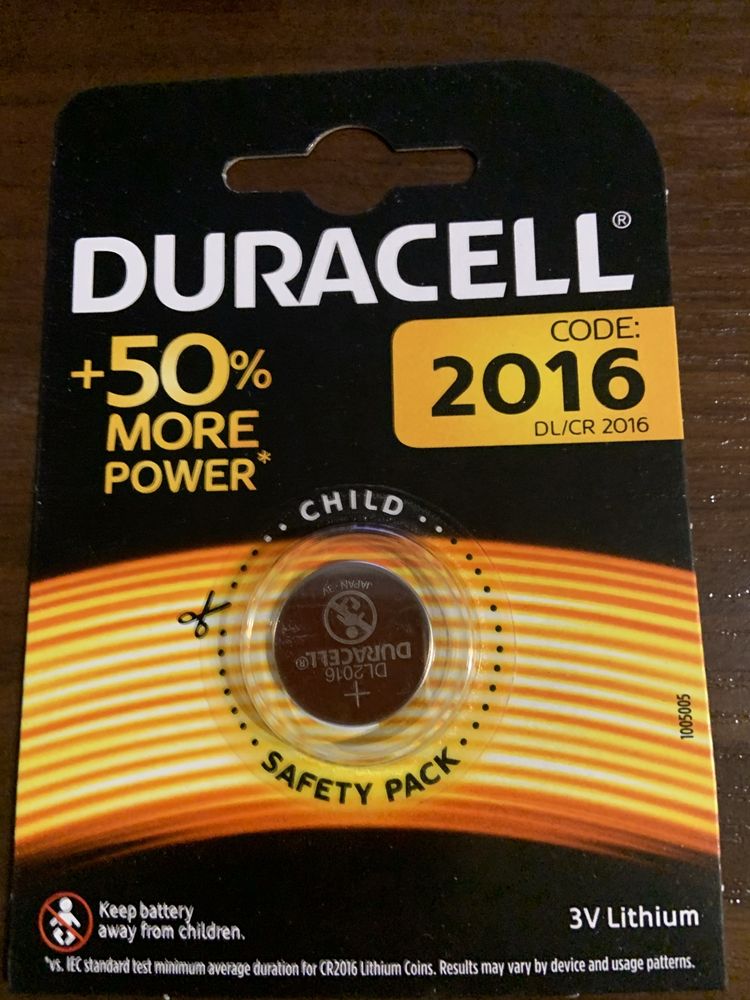 DURACELL®
+50%
MORE
POWER*
CODE:
2016
DL/CR 2016
CHILD
JAPAN · 3V
DURACELL®
DL2016
+
SAFETY PACK
1005005
Keep battery
away from children.
3V Lithium
*vs. IEC standard test minimum average duration for CR2016 Lithium Coins. Results may vary by device and usage patterns.